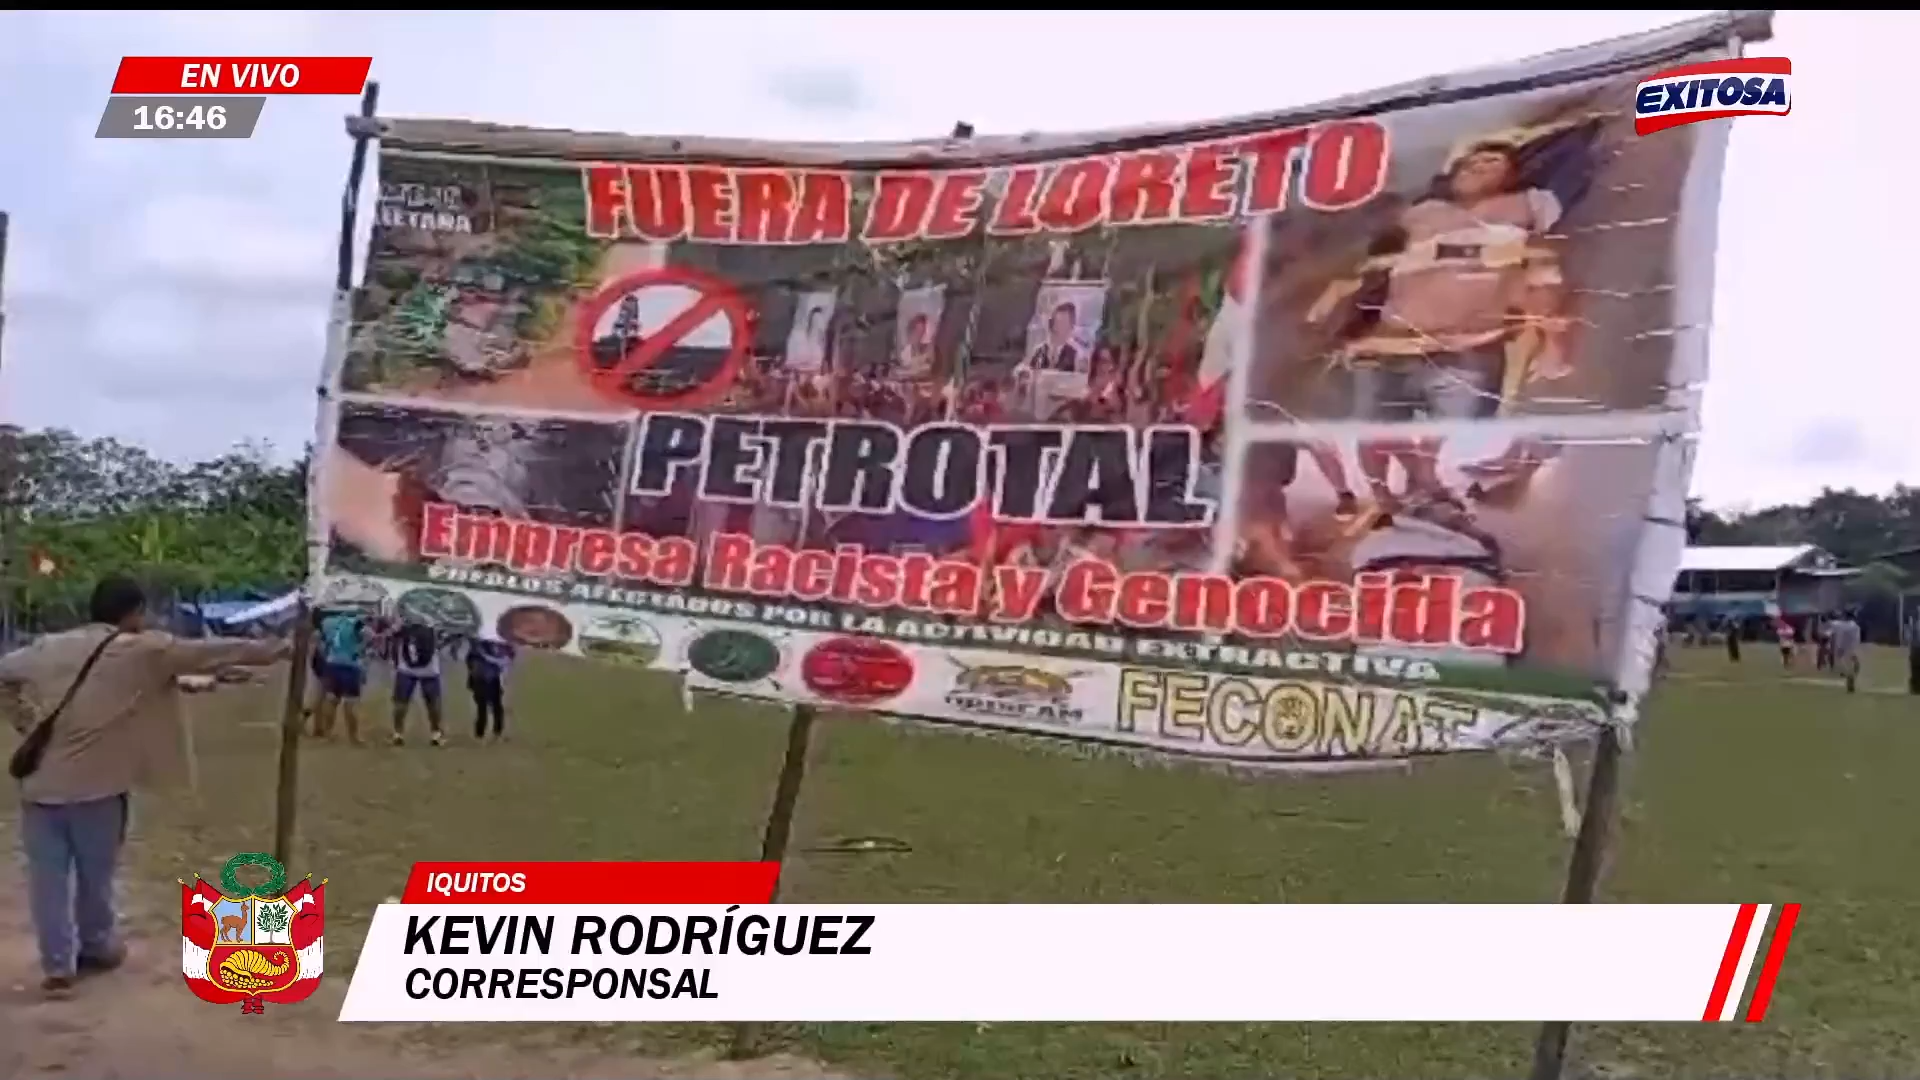 EN VIVO
16:46
EXITOSA
FUERA DE LORETO
PETROTAL
Empresa Racista y Genocida
PUEBLOS AFECTADOS POR LA ACTIVIDAD EXTRACTIVA
FECONAT
IQUITOS
KEVIN RODRÍGUEZ
CORRESPONSAL